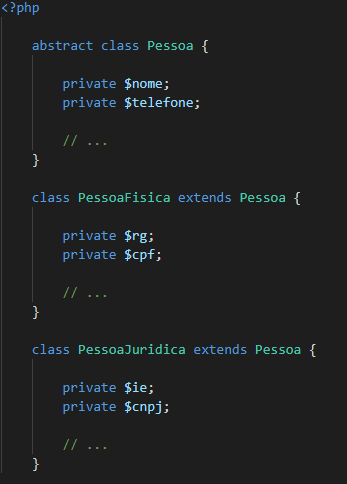 <?php
abstract class Pessoa {
private $nome;
private $telefone;
// ...
}
class PessoaFisica extends Pessoa {
private $rg;
private $cpf;
// ...
}
class PessoaJuridica extends Pessoa {
private $ie;
private $cnpj;
// ...
}